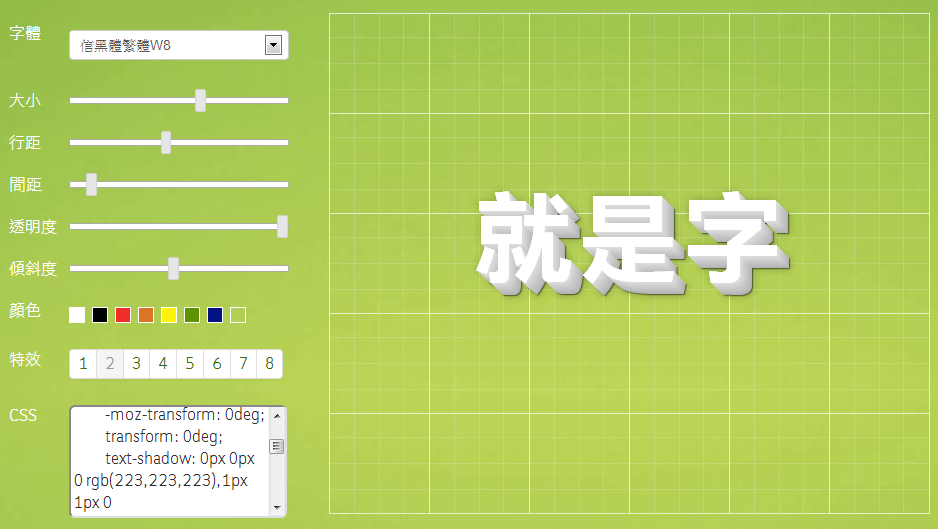 字體
信黑體繁體W8
大小
行距
間距
透明度
傾斜度
顏色
特效
1 2 3 4 5 6 7 8
CSS
-moz-transform: 0deg;
transform: 0deg;
text-shadow: 0px 0px
0 rgb(223,223,223),1px
1px 0
就是字